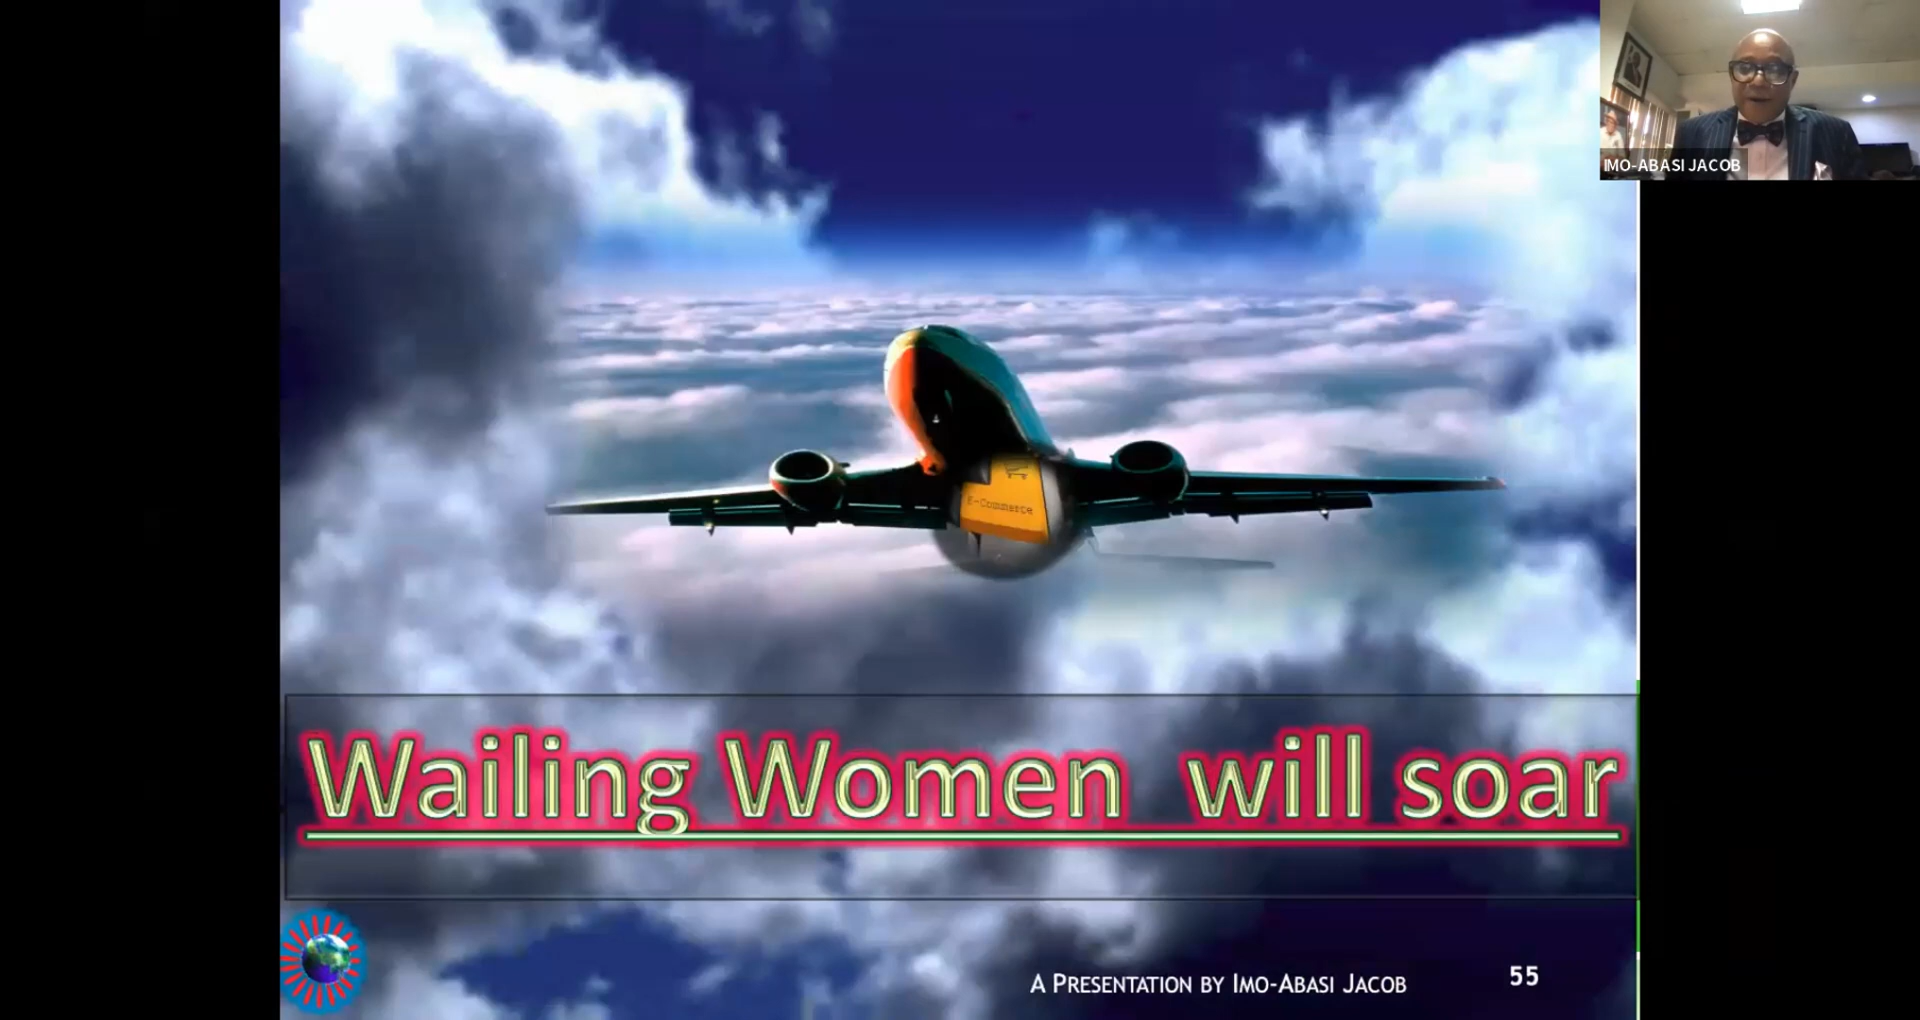 IMO-ABASI JACOB
E-Commerce
Wailing Women will soar
A PRESENTATION BY IMO-ABASI JACOB
55